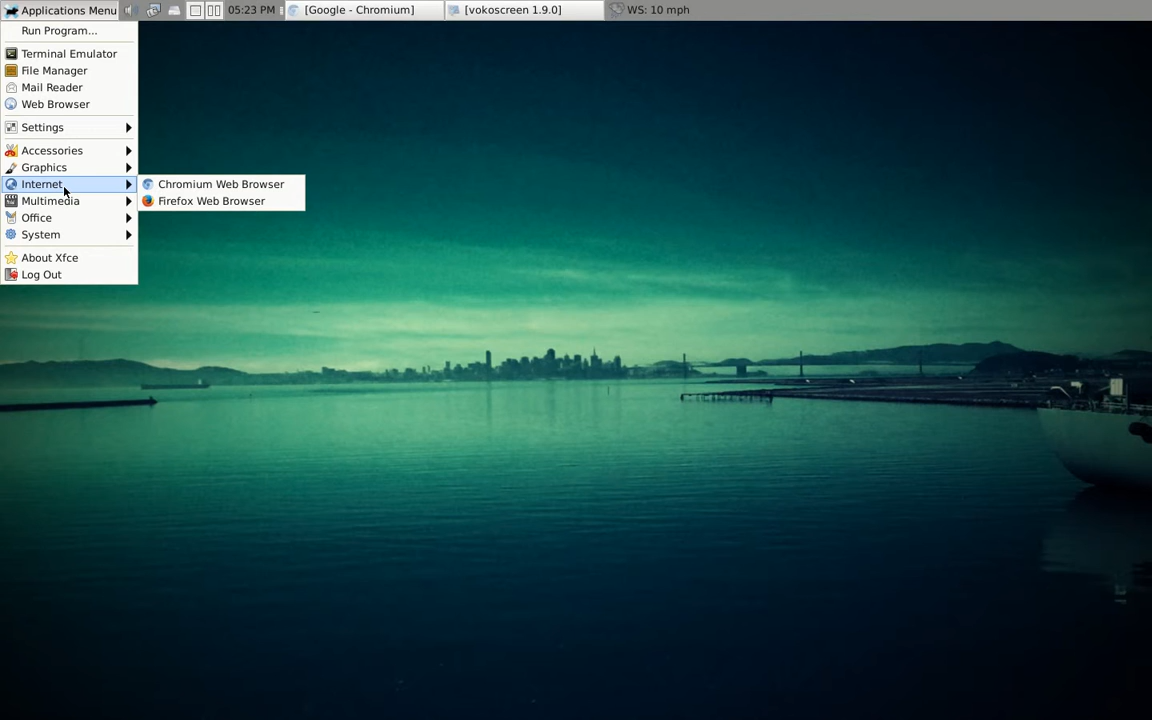 Applications Menu 05:23 PM [Google - Chromium] [vokoscreen 1.9.0] WS: 10 mph
Run Program...
Terminal Emulator
File Manager
Mail Reader
Web Browser
Settings
Accessories
Graphics
Internet
Chromium Web Browser
Firefox Web Browser
Multimedia
Office
System
About Xfce
Log Out